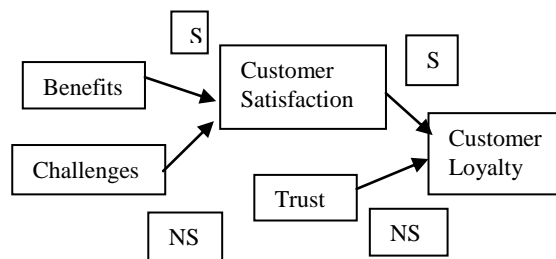 S
Customer
Satisfaction
S
Benefits
Customer
Loyalty
Challenges
Trust
NS
NS